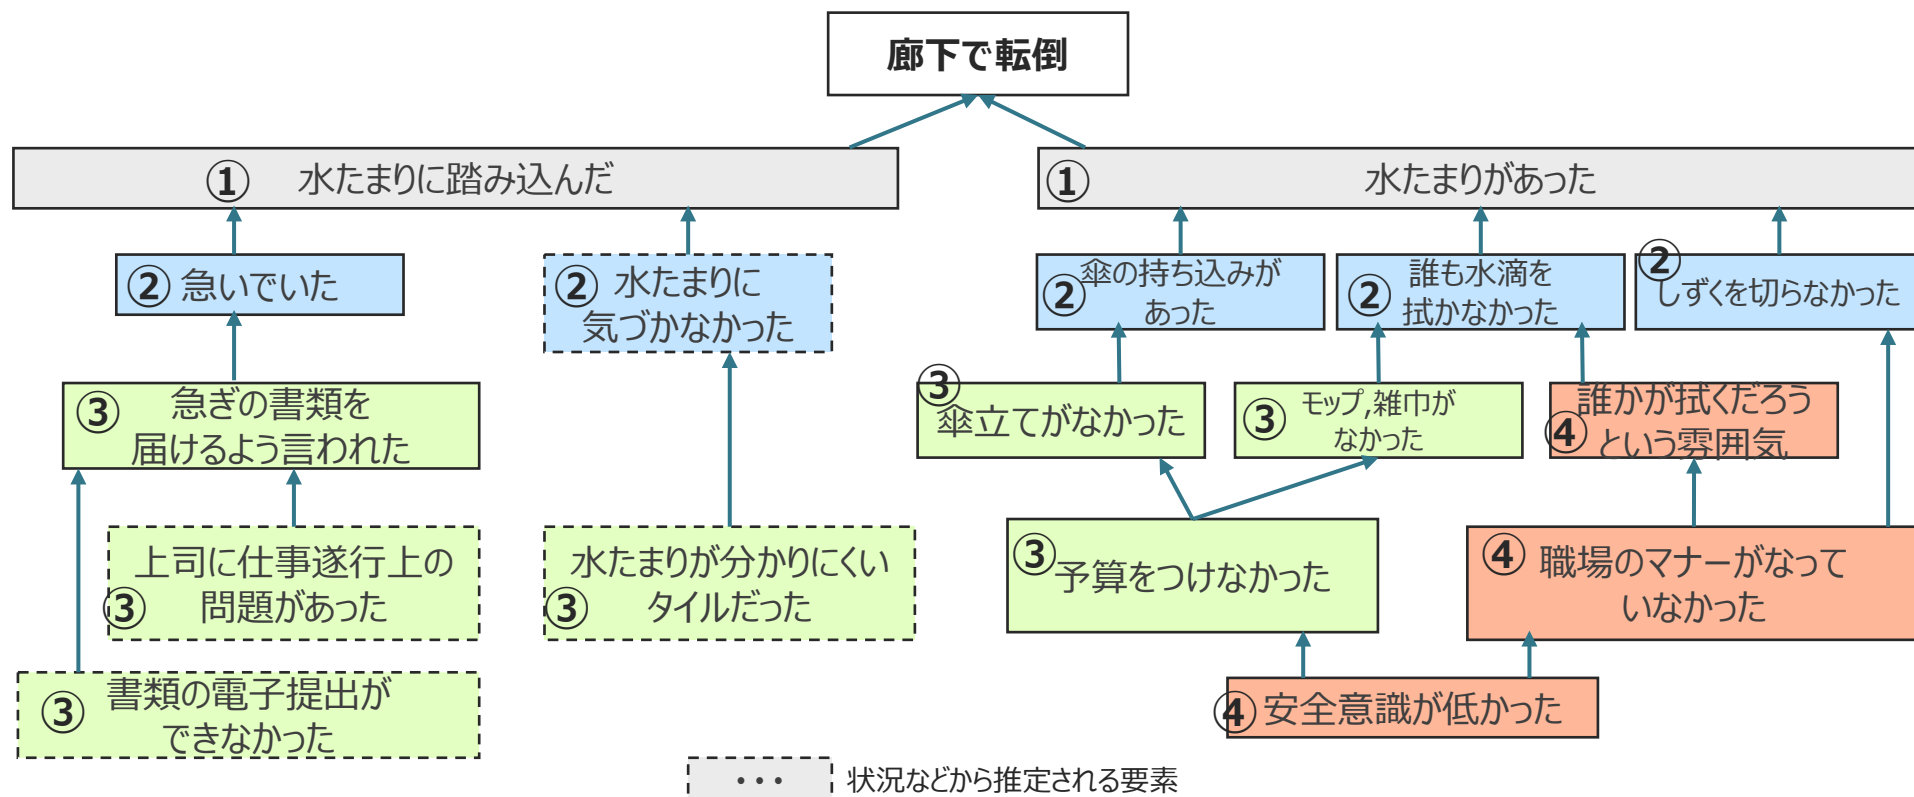 廊下で転倒
① 水たまりに踏み込んだ
① 水たまりがあった
② 急いでいた
② 水たまりに
気づかなかった
② 傘の持ち込みが
あった
② 誰も水滴を
拭かなかった
② しずくを切らなかった
③ 急ぎの書類を
届けるよう言われた
③ 傘立てがなかった
③ モップ,雑巾が
なかった
④ 誰かが拭くだろう
という雰囲気
③ 上司に仕事遂行上の
問題があった
③ 水たまりが分かりにくい
タイルだった
③ 予算をつけなかった
④ 職場のマナーがなって
いなかった
③ 書類の電子提出が
できなかった
④ 安全意識が低かった
・・・ 状況などから推定される要素